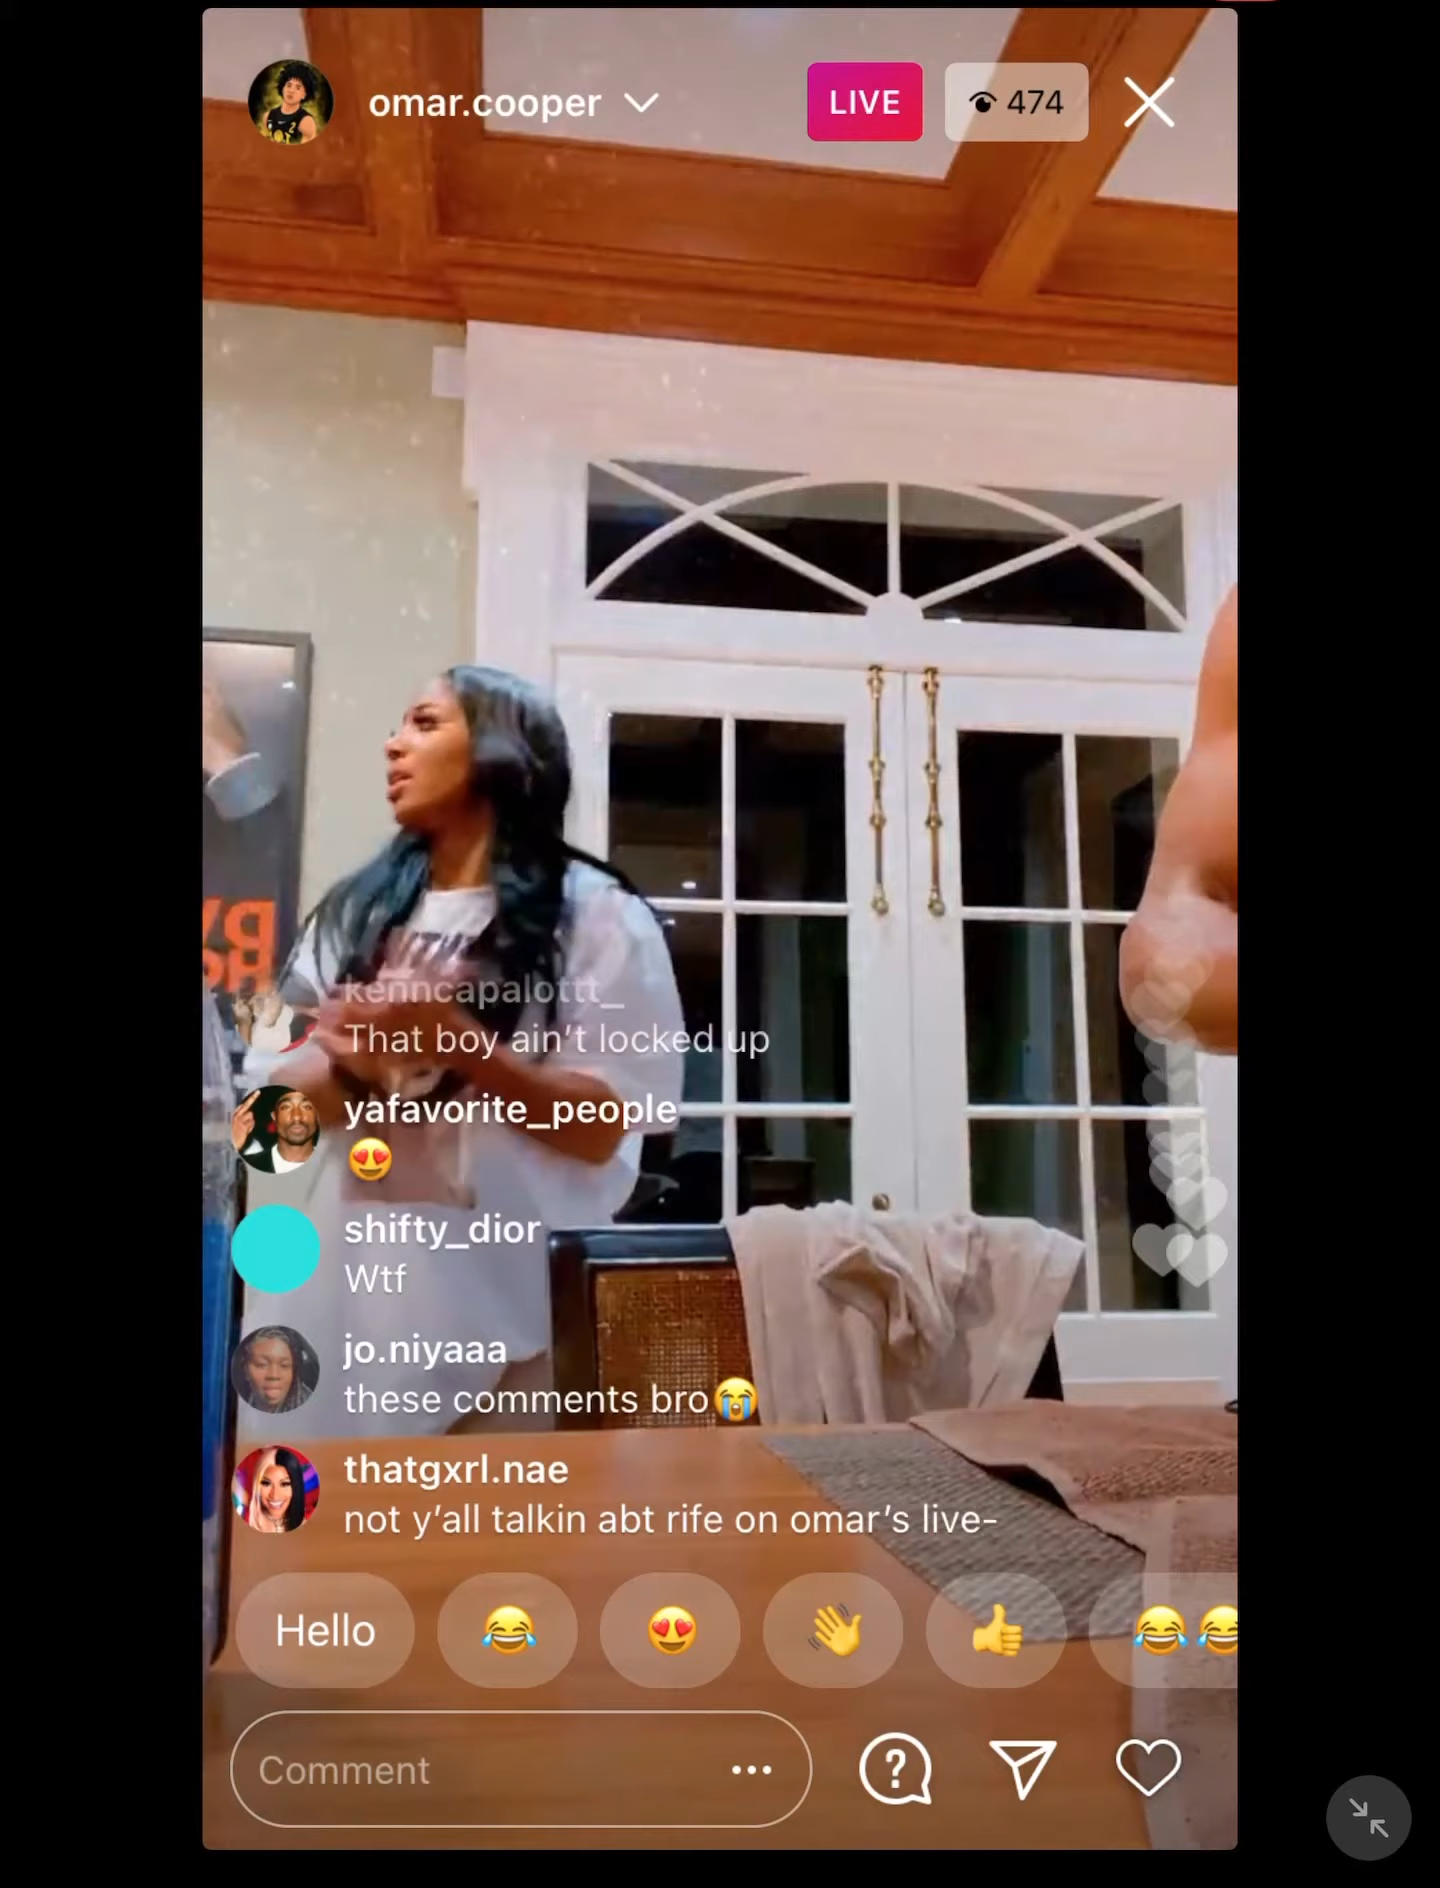 omar.cooper
LIVE
474
kenncapalottt_
That boy ain't locked up
yafavorite_people
😍
shifty_dior
Wtf
jo.niyaaa
these comments bro😭
thatgxrl.nae
not y'all talkin abt rife on omar's live-
Hello 😂 😍 👋 👍 😂😂
Comment